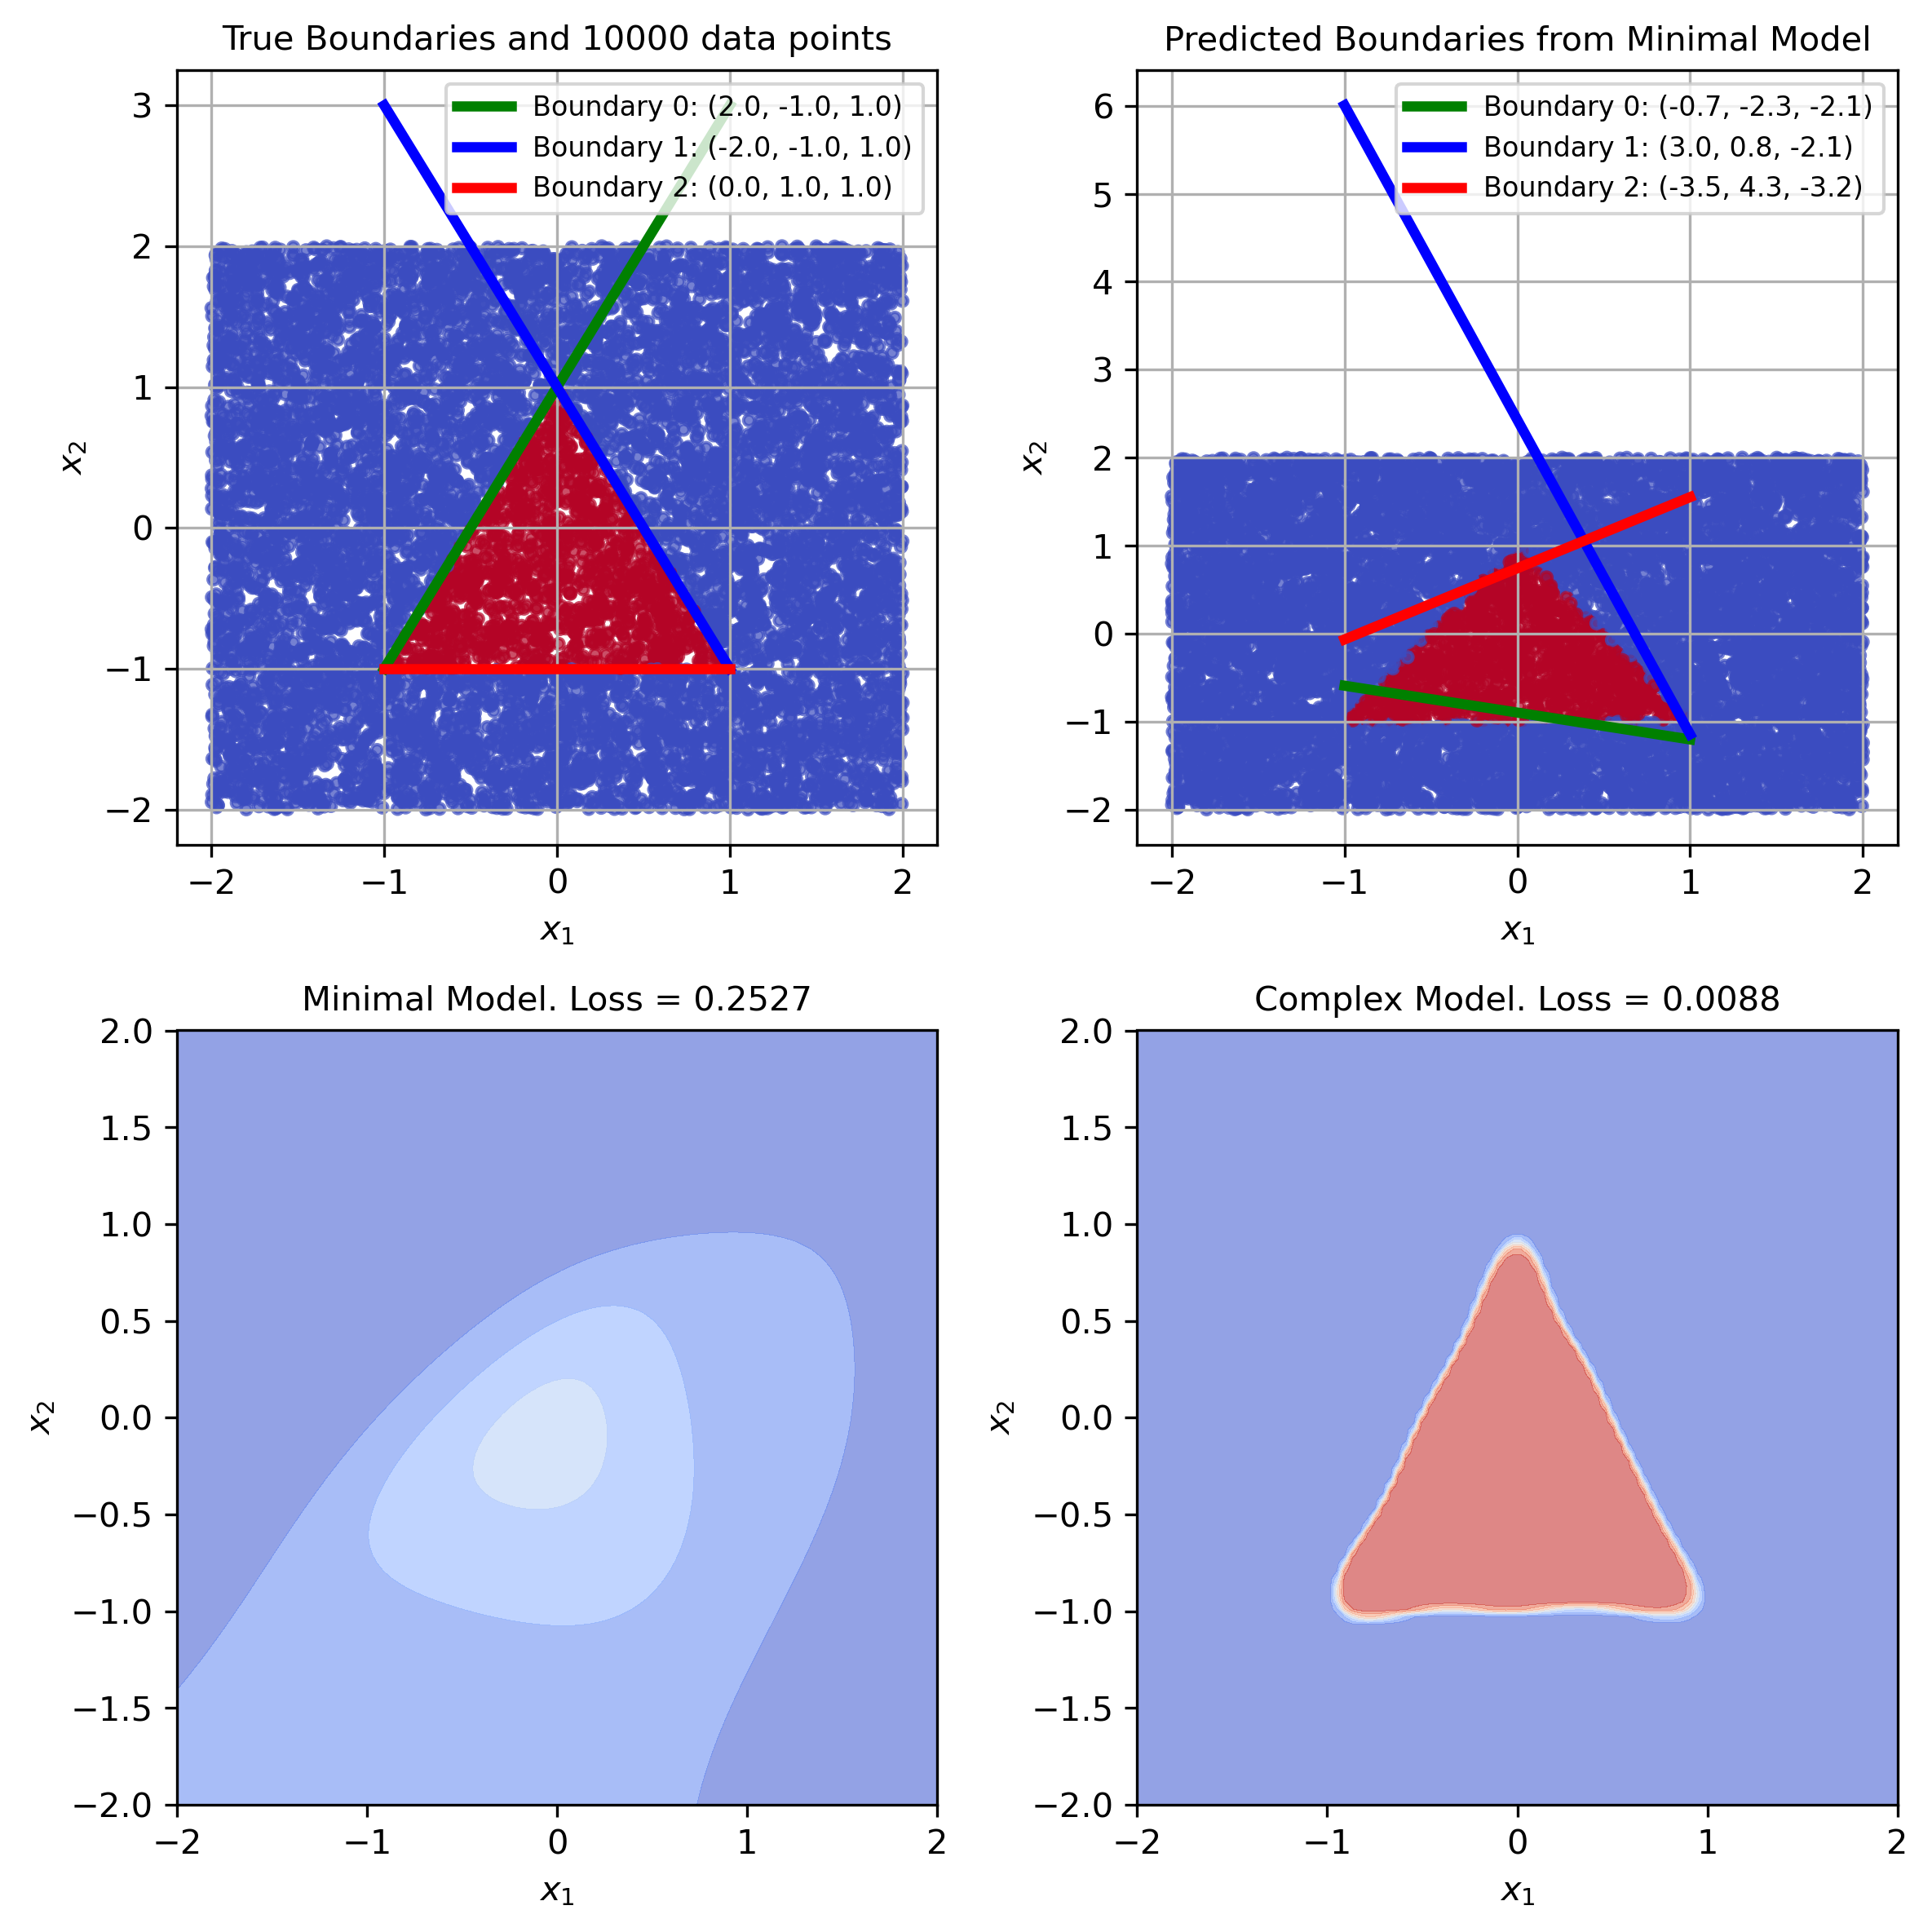 True Boundaries and 10000 data points
Boundary 0: (2.0, -1.0, 1.0)
Boundary 1: (-2.0, -1.0, 1.0)
Boundary 2: (0.0, 1.0, 1.0)
3
2
1
0
−1
−2
x₂
−2 −1 0 1 2
x₁
Predicted Boundaries from Minimal Model
Boundary 0: (-0.7, -2.3, -2.1)
Boundary 1: (3.0, 0.8, -2.1)
Boundary 2: (-3.5, 4.3, -3.2)
6
5
4
3
2
1
0
−1
−2
x₂
−2 −1 0 1 2
x₁
Minimal Model. Loss = 0.2527
2.0
1.5
1.0
0.5
0.0
−0.5
−1.0
−1.5
−2.0
x₂
−2 −1 0 1 2
x₁
Complex Model. Loss = 0.0088
2.0
1.5
1.0
0.5
0.0
−0.5
−1.0
−1.5
−2.0
x₂
−2 −1 0 1 2
x₁